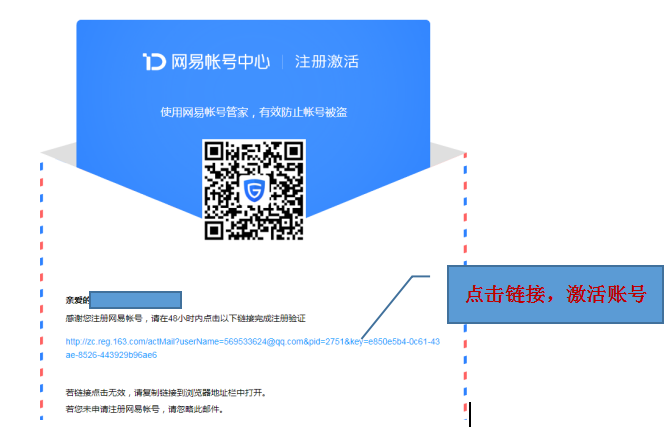 网易帐号中心 | 注册激活
使用网易帐号管家，有效防止帐号被盗
亲爱的
感谢您注册网易帐号，请在48小时内点击以下链接完成注册验证
点击链接，激活账号
http://zc.reg.163.com/actMail?userName=569533624@qq.com&pid=2751&key=e850e5b4-0c61-43
ae-8526-443929b96ae6
若链接点击无效，请复制链接到浏览器地址栏中打开。
若您未申请注册网易帐号，请忽略此邮件。